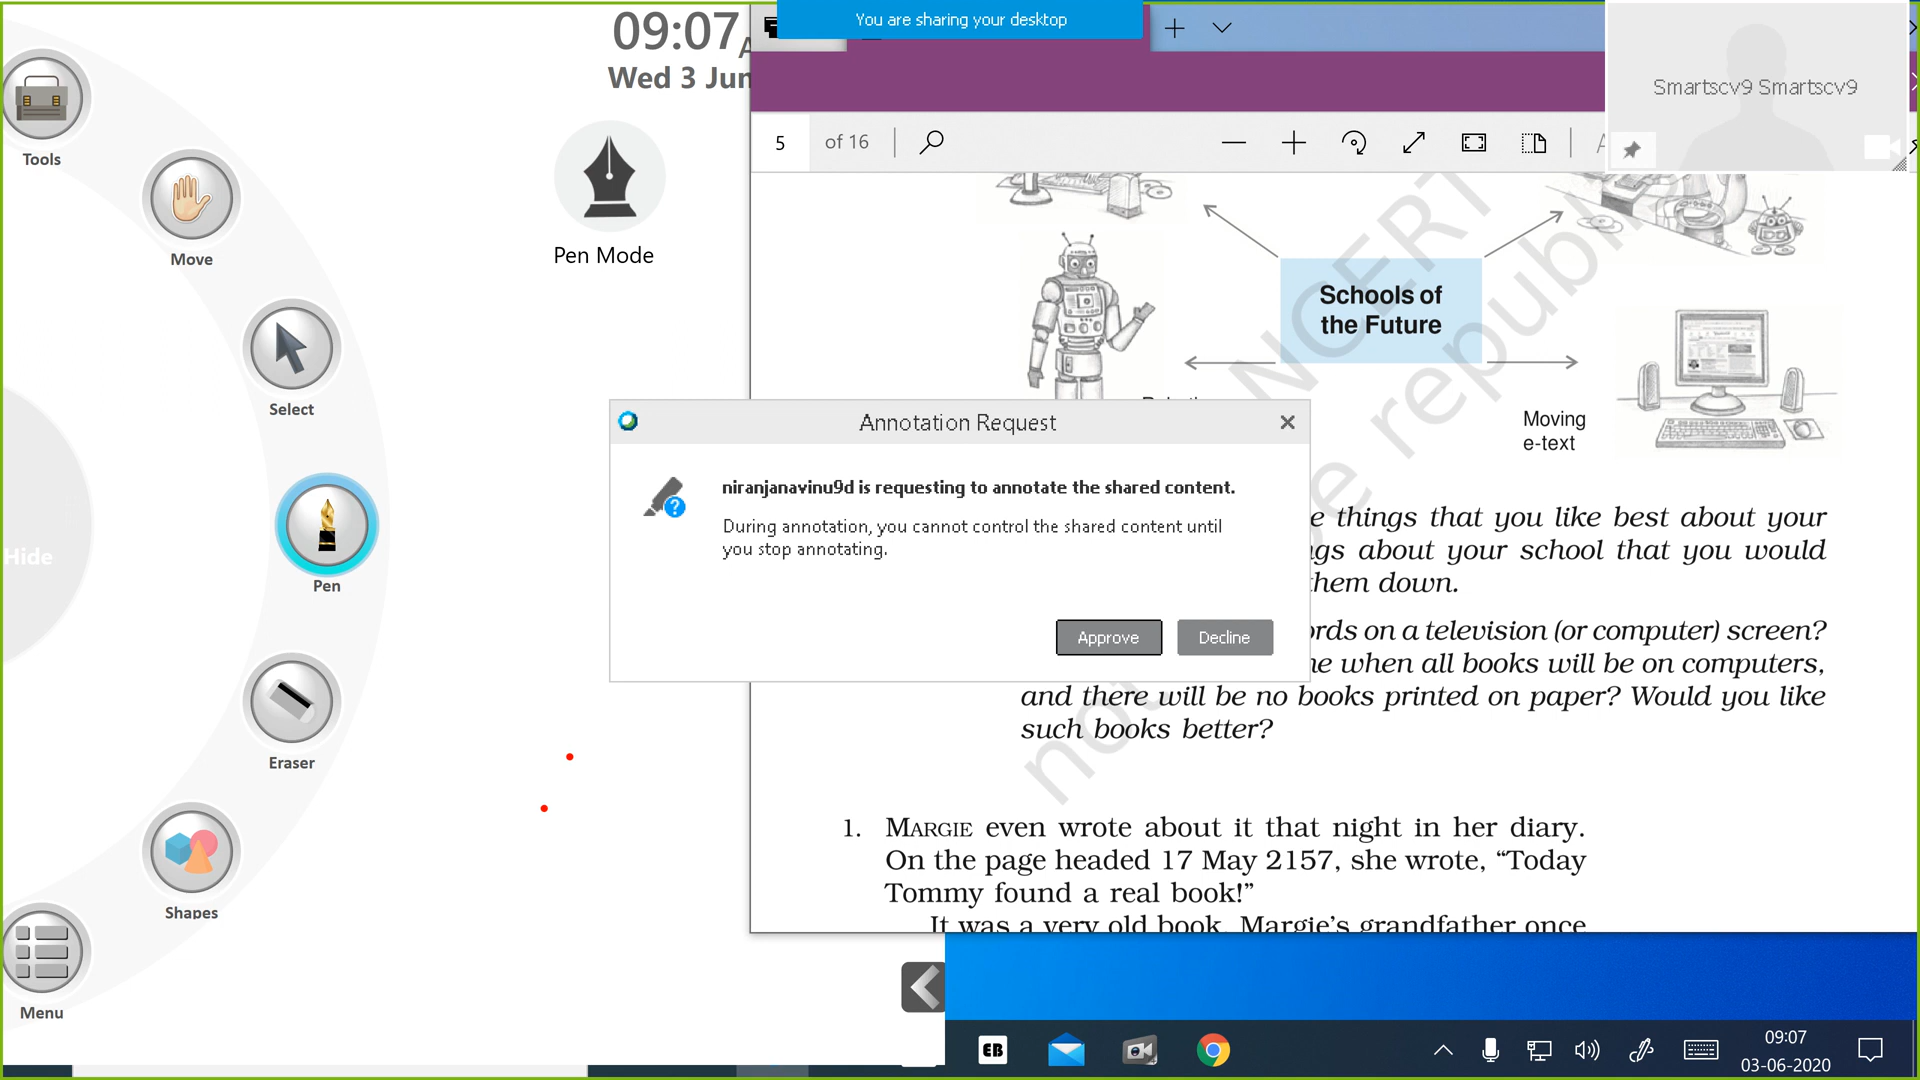 09:07
Wed 3 Jun
You are sharing your desktop
Smartscv9 Smartscv9
5 of 16
Tools
Move
Select
Pen
Eraser
Shapes
Menu
Hide
Pen Mode
Schools of
the Future
Moving
e-text
Annotation Request
niranjanavinu9d is requesting to annotate the shared content.
During annotation, you cannot control the shared content until
you stop annotating.
Approve Decline
e things that you like best about your
gs about your school that you would
them down.
ords on a television (or computer) screen?
e when all books will be on computers,
and there will be no books printed on paper? Would you like
such books better?
1. MARGIE even wrote about it that night in her diary.
On the page headed 17 May 2157, she wrote, “Today
Tommy found a real book!”
It was a very old book. Margie’s grandfather once
NCERT
not be republi
EB
09:07
03-06-2020